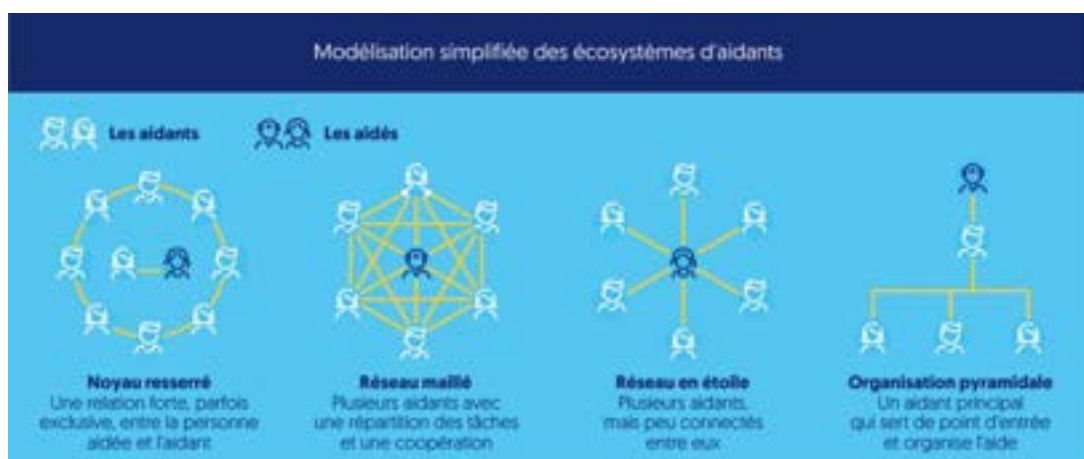 Modélisation simplifiée des écosystèmes d'aidants
Les aidants
Les aidés
Noyau resserré
Une relation forte, parfois
exclusive, entre la personne
aidée et l'aidant
Réseau maillé
Plusieurs aidants avec
une répartition des tâches
et une coopération
Réseau en étoile
Plusieurs aidants,
mais peu connectés
entre eux
Organisation pyramidale
Un aidant principal
qui sert de point d'entrée
et organise l'aide